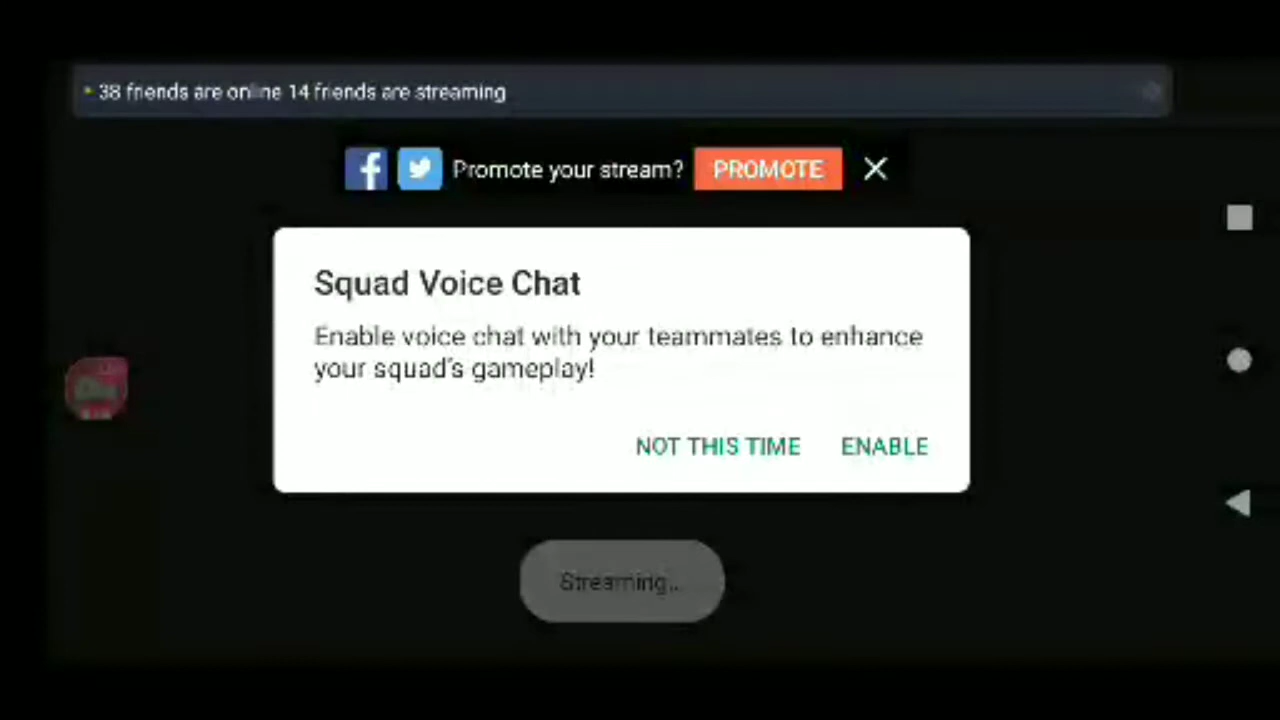 38 friends are online 14 friends are streaming
Promote your stream? PROMOTE
Squad Voice Chat
Enable voice chat with your teammates to enhance
your squad's gameplay!
NOT THIS TIME ENABLE
Streaming...